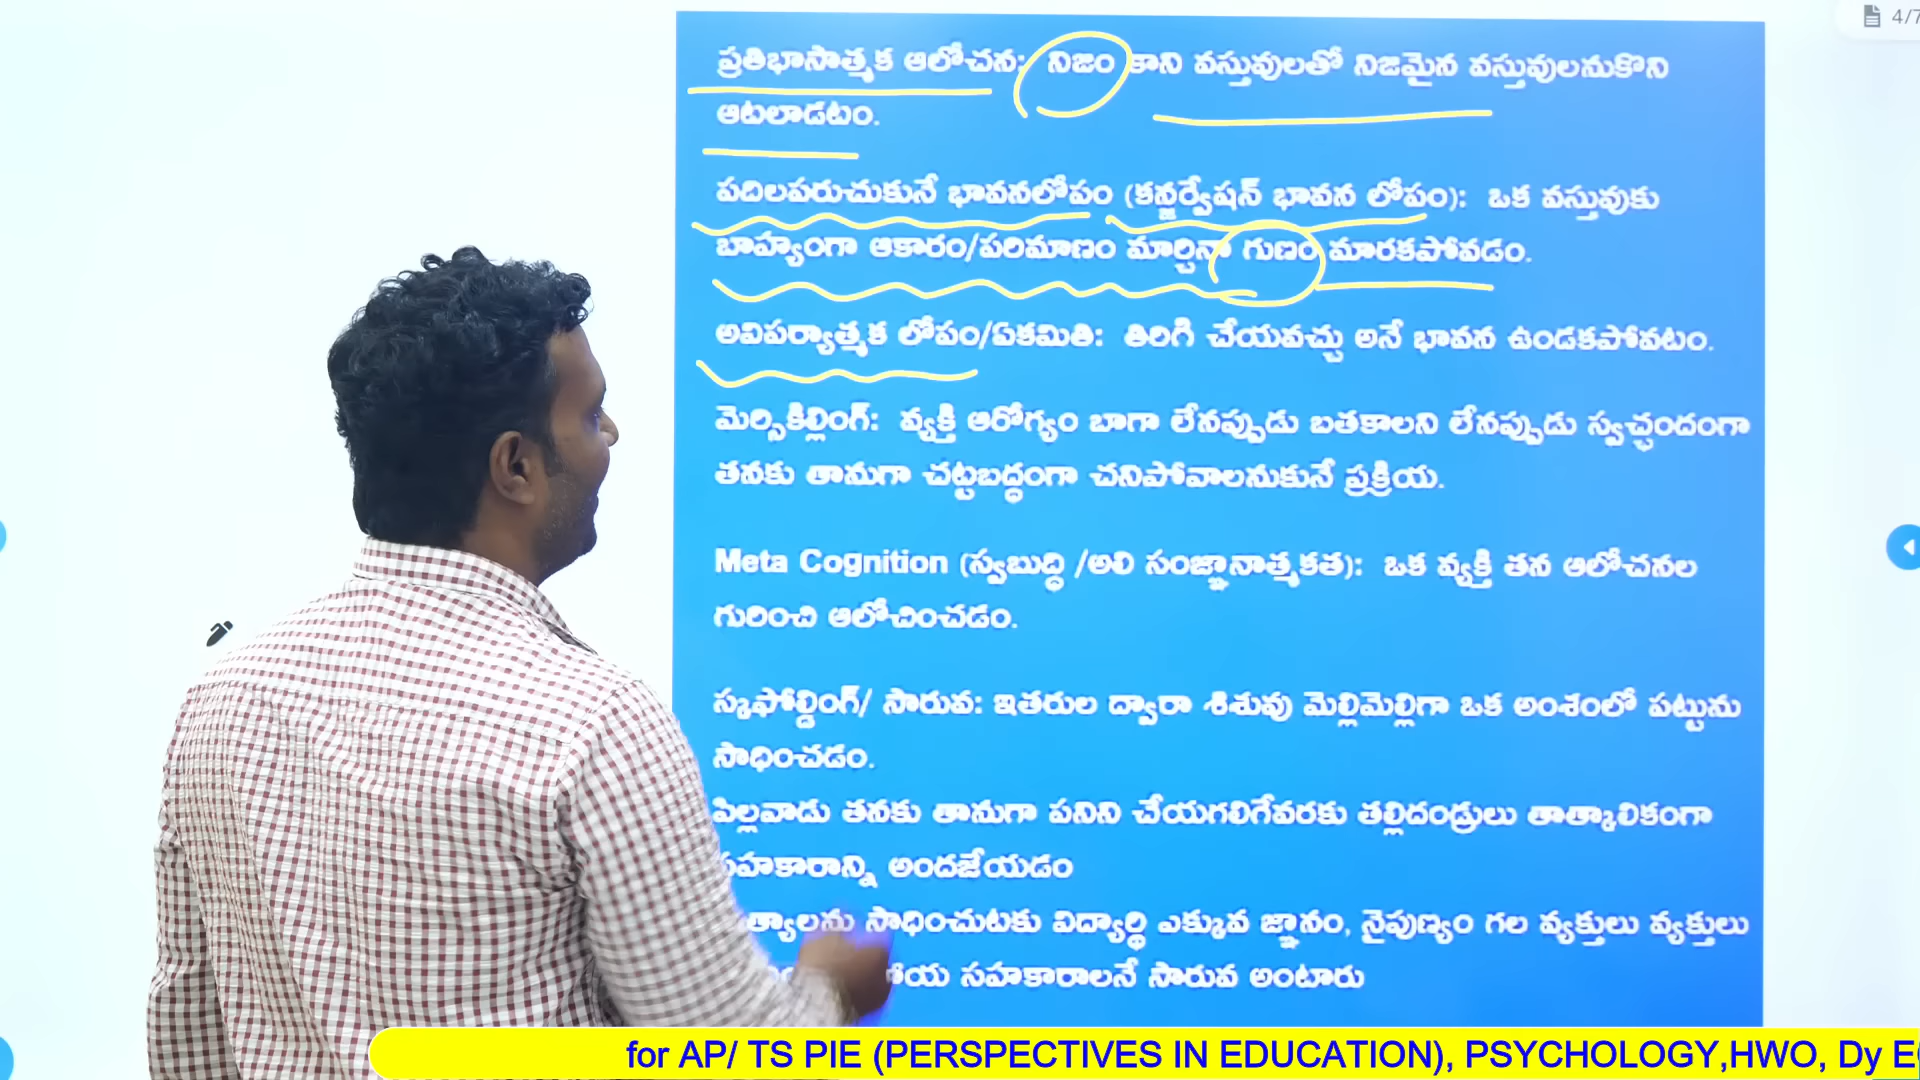 4/7
ప్రతిభాసాత్మక ఆలోచన: నిజం కాని వస్తువులతో నిజమైన వస్తువులనుకొని
ఆటలాడటం.
పదిలపరుచుకునే భావనలోపం (కన్జర్వేషన్ భావన లోపం): ఒక వస్తువుకు
బాహ్యంగా ఆకారం/పరిమాణం మార్చినా గుణం మారకపోవడం.
అవిపర్యాత్మక లోపం/ఏకమితి: తిరిగి చేయవచ్చు అనే భావన ఉండకపోవటం.
మెర్సికిల్లింగ్: వ్యక్తి ఆరోగ్యం బాగా లేనప్పుడు బతకాలని లేనప్పుడు స్వచ్ఛందంగా
తనకు తానుగా చట్టబద్ధంగా చనిపోవాలనుకునే ప్రక్రియ.
Meta Cognition (స్వబుద్ధి /అలి సంజ్ఞానాత్మకత): ఒక వ్యక్తి తన ఆలోచనల
గురించి ఆలోచించడం.
స్కఫోల్డింగ్/ సారువ: ఇతరుల ద్వారా శిశువు మెల్లిమెల్లిగా ఒక అంశంలో పట్టును
సాధించడం.
పిల్లవాడు తనకు తానుగా పనిని చేయగలిగేవరకు తల్లిదండ్రులు తాత్కాలికంగా
సహకారాన్ని అందజేయడం
సాధించుటకు విద్యార్థి ఎక్కువ జ్ఞానం, నైపుణ్యం గల వ్యక్తులు వ్యక్తులు
సహకారాలనే సారువ అంటారు
for AP/ TS PIE (PERSPECTIVES IN EDUCATION), PSYCHOLOGY,HWO, Dy